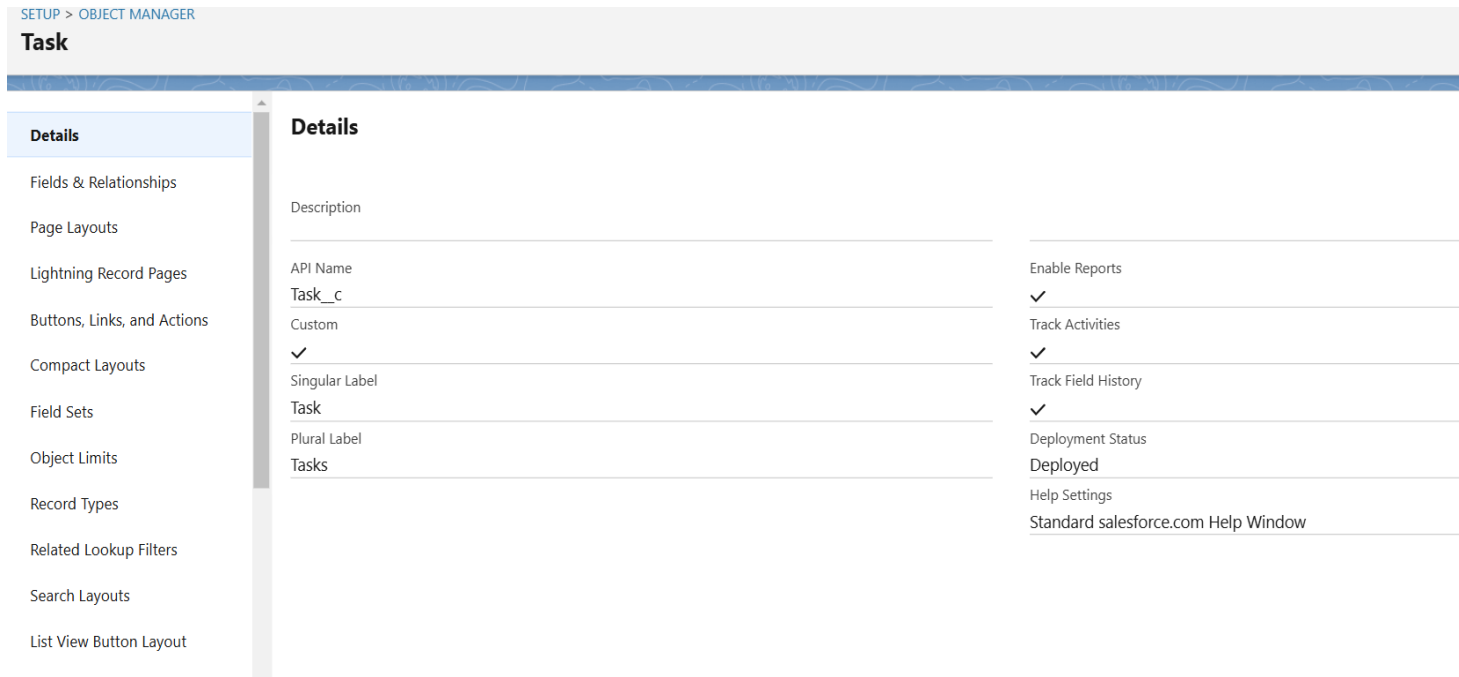 SETUP > OBJECT MANAGER
Task
Details
Fields & Relationships
Page Layouts
Lightning Record Pages
Buttons, Links, and Actions
Compact Layouts
Field Sets
Object Limits
Record Types
Related Lookup Filters
Search Layouts
List View Button Layout
Details
Description
API Name
Task__c
Custom
Singular Label
Task
Plural Label
Tasks
Enable Reports
Track Activities
Track Field History
Deployment Status
Deployed
Help Settings
Standard salesforce.com Help Window